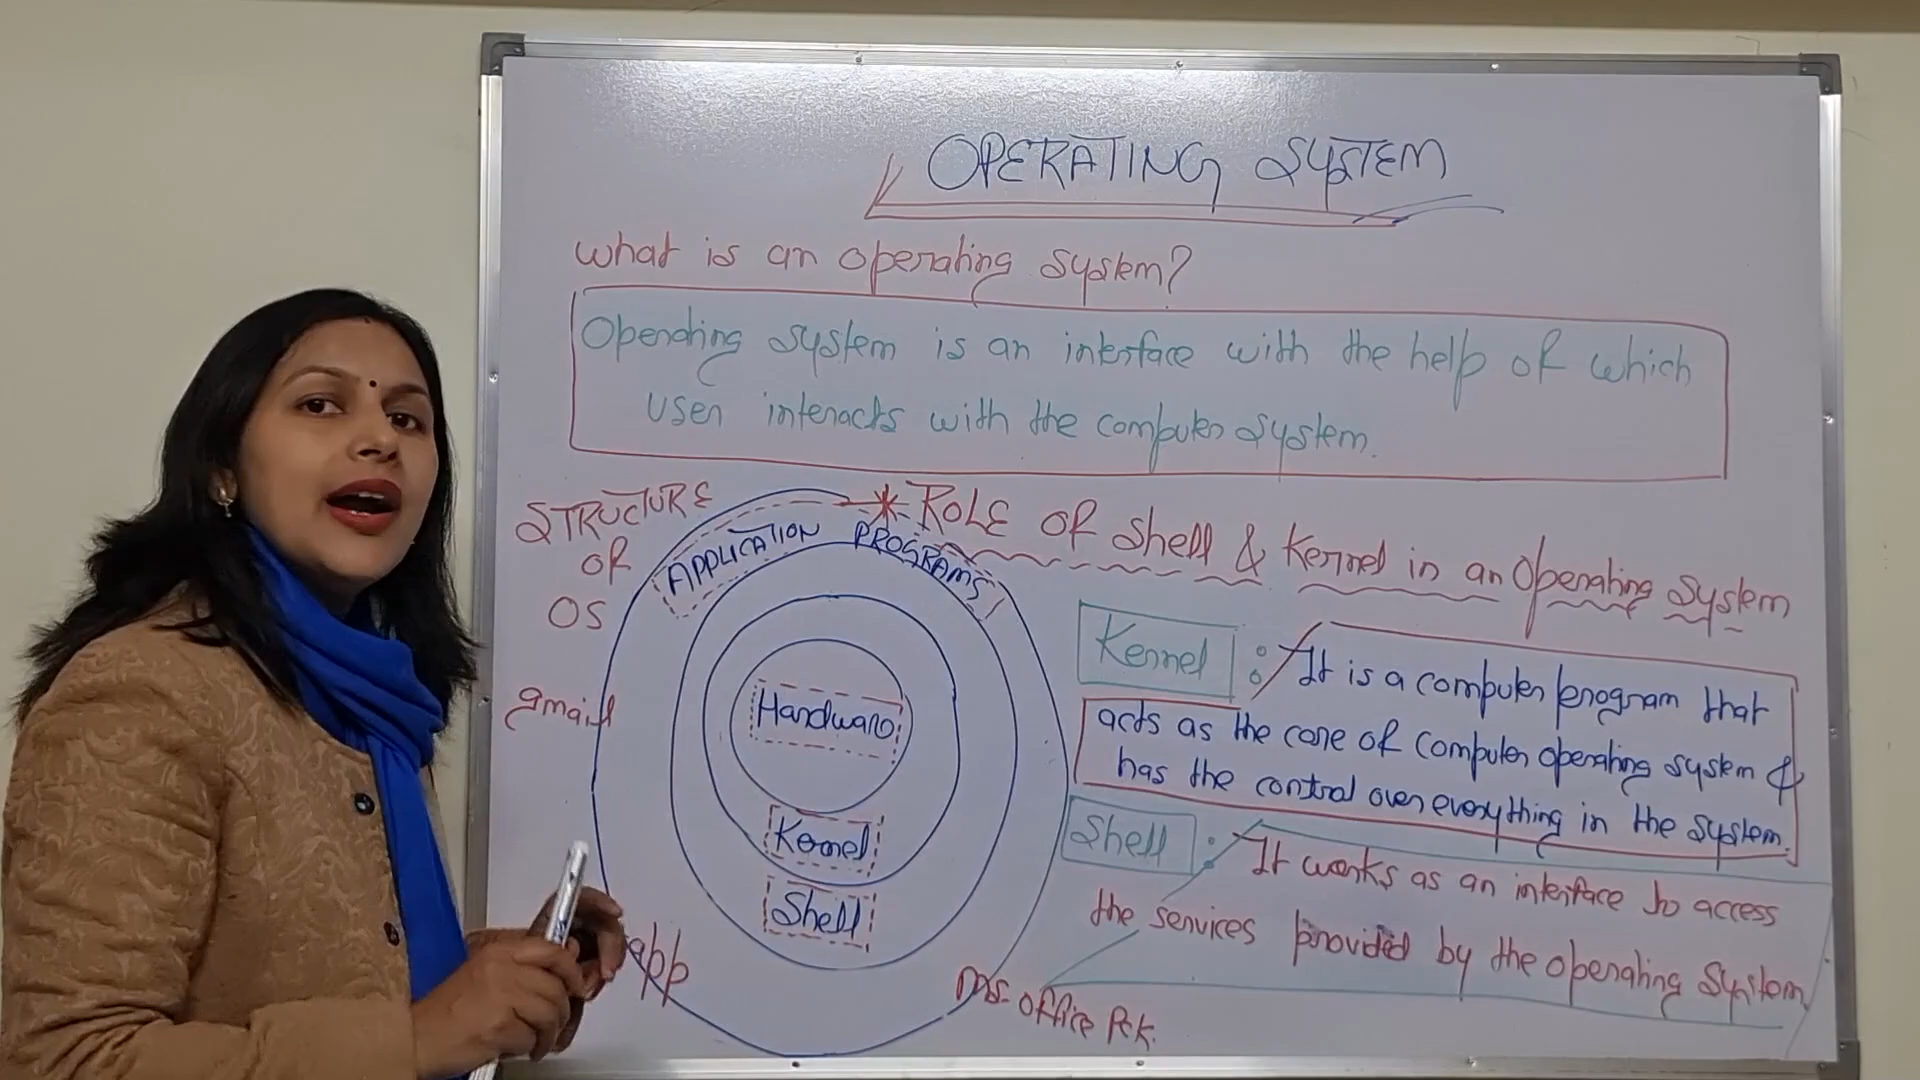 OPERATING SYSTEM
What is an operating system?
Operating system is an interface with the help of which
user interacts with the computer system.
STRUCTURE
OF
OS
APPLICATION PROGRAMS
* ROLE OF Shell & Kernel in an Operating System
Kernel : It is a computer program that
acts as the core of computer operating system &
has the control over everything in the system.
gmail
Hardware
Kernel
Shell
Shell : It works as an interface to access
the services provided by the operating System.
app
MS-Office Pck.